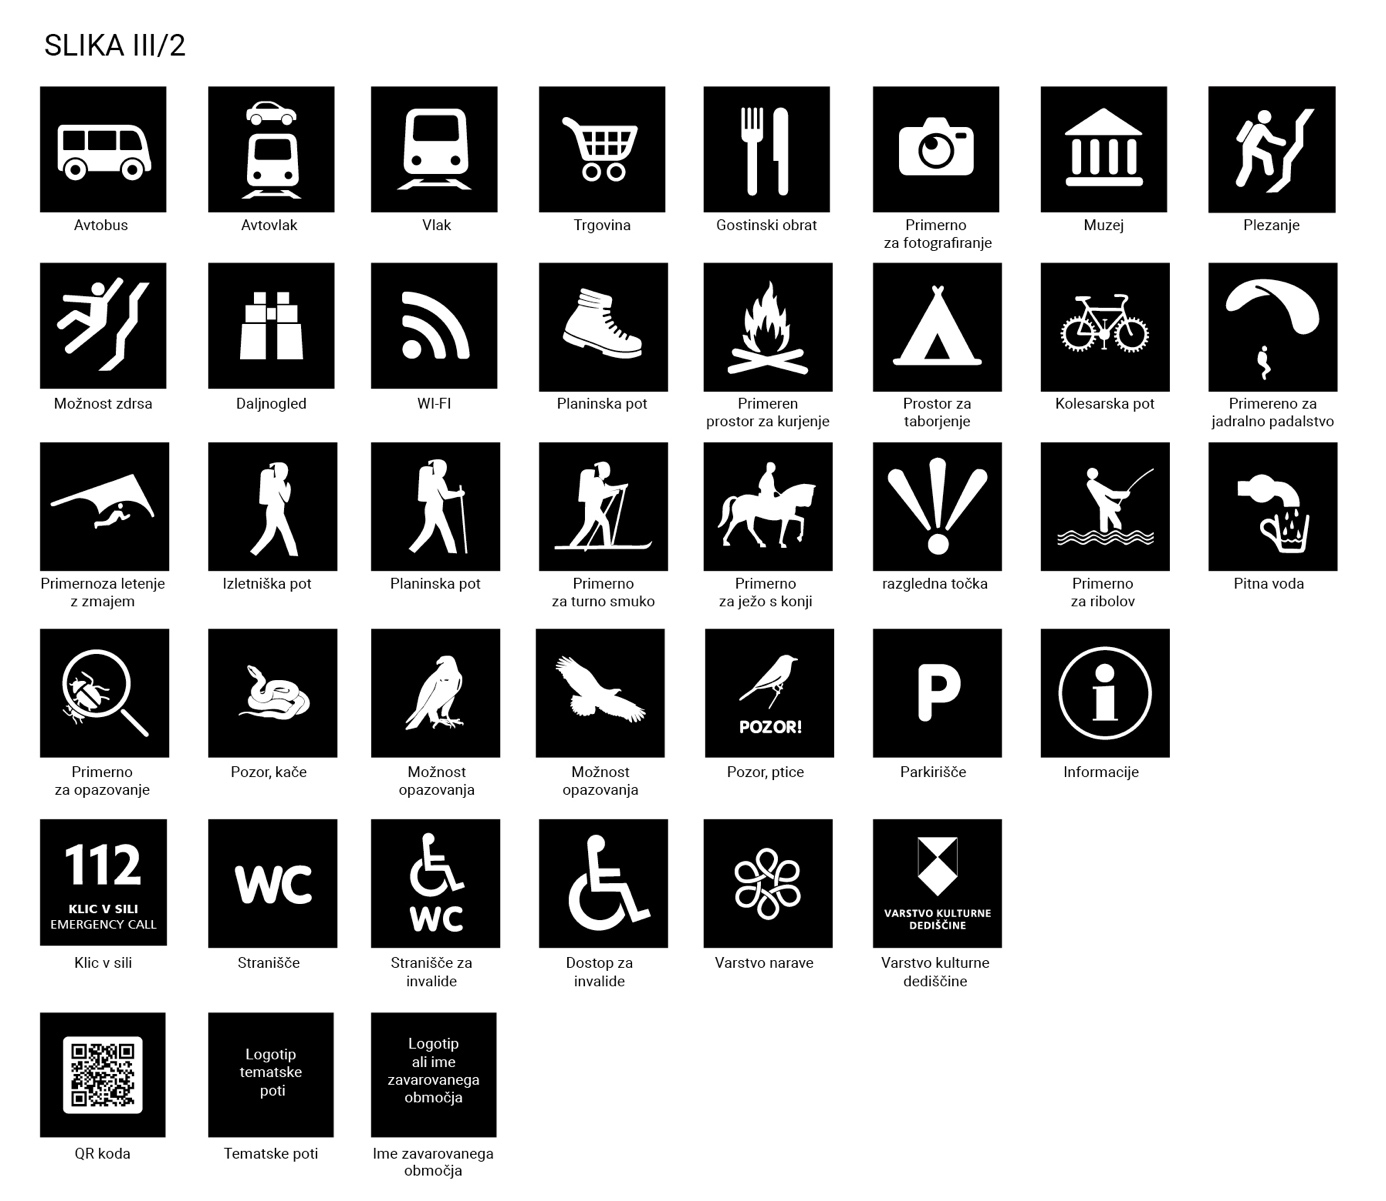 SLIKA III/2
Avtobus
Avtovlak
Vlak
Trgovina
Gostinski obrat
Primerno
za fotografiranje
Muzej
Plezanje
Možnost zdrsa
Daljnogled
WI-FI
Planinska pot
Primeren
prostor za kurjenje
Prostor za
taborjenje
Kolesarska pot
Primereno za
jadralno padalstvo
Primernoza letenje
z zmajem
Izletniška pot
Planinska pot
Primerno
za turno smuko
Primerno
za ježo s konji
razgledna točka
Primerno
za ribolov
Pitna voda
Primerno
za opazovanje
Pozor, kače
Možnost
opazovanja
Možnost
opazovanja
POZOR!
Pozor, ptice
P
Parkirišče
Informacije
112
KLIC V SILI
EMERGENCY CALL
Klic v sili
WC
Stranišče
WC
Stranišče za
invalide
Dostop za
invalide
Varstvo narave
VARSTVO KULTURNE
DEDIŠČINE
Varstvo kulturne
dediščine
QR koda
Logotip
tematske
poti
Tematske poti
Logotip
ali ime
zavarovanega
območja
Ime zavarovanega
območja